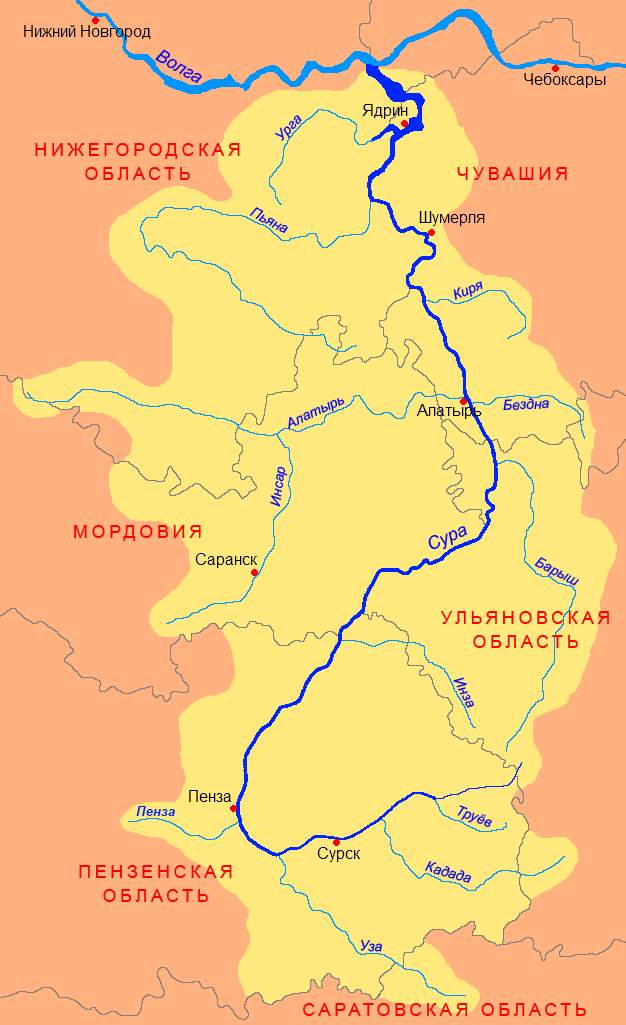 Нижний Новгород
Волга
Чебоксары
Ядрин
Урга
НИЖЕГОРОДСКАЯ
ОБЛАСТЬ
ЧУВАШИЯ
Пьяна
Шумерля
Киря
Алатырь
Алатырь
Бездна
Инсар
МОРДОВИЯ
Саранск
Сура
Барыш
УЛЬЯНОВСКАЯ
ОБЛАСТЬ
Инза
Пенза
Пенза
Труёв
Сурск
Кадада
ПЕНЗЕНСКАЯ
ОБЛАСТЬ
Уза
САРАТОВСКАЯ ОБЛАСТЬ